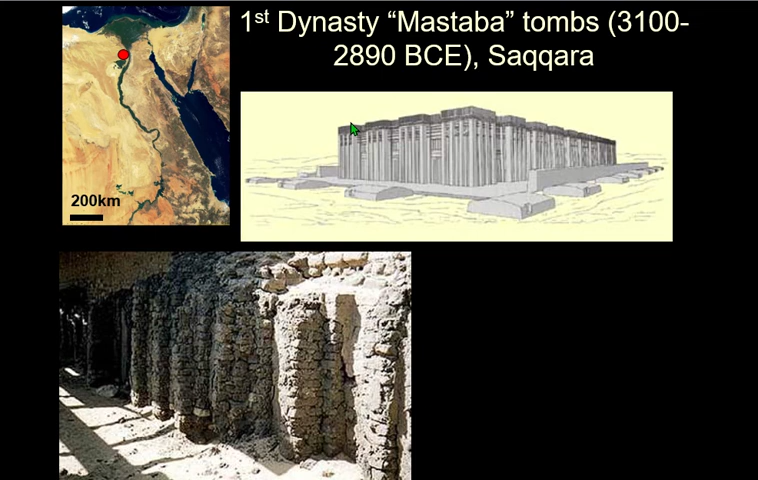 1st Dynasty “Mastaba” tombs (3100-
2890 BCE), Saqqara
200km